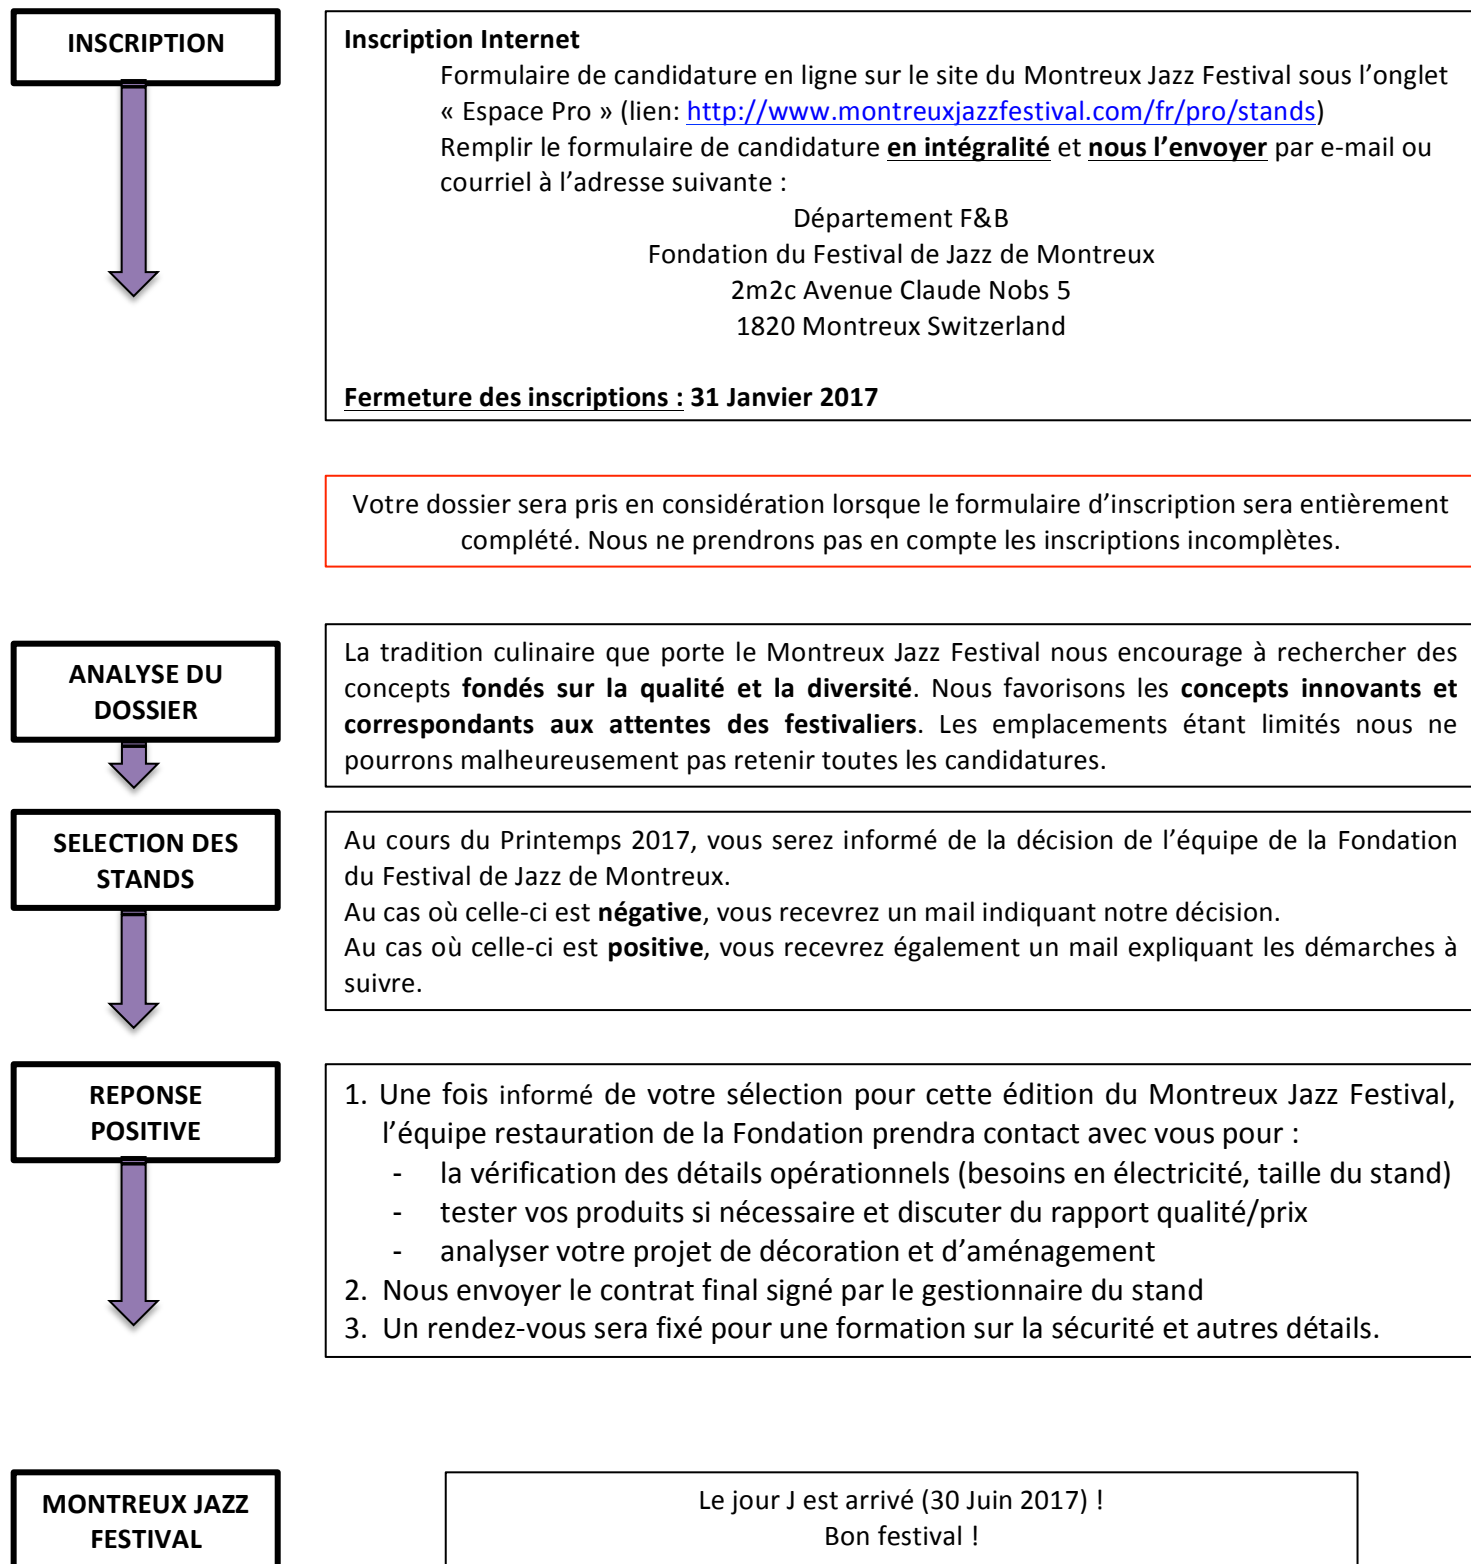 INSCRIPTION
Inscription Internet
Formulaire de candidature en ligne sur le site du Montreux Jazz Festival sous l’onglet
« Espace Pro » (lien: http://www.montreuxjazzfestival.com/fr/pro/stands)
Remplir le formulaire de candidature en intégralité et nous l’envoyer par e-mail ou
courriel à l’adresse suivante :
Département F&B
Fondation du Festival de Jazz de Montreux
2m2c Avenue Claude Nobs 5
1820 Montreux Switzerland
Fermeture des inscriptions : 31 Janvier 2017
Votre dossier sera pris en considération lorsque le formulaire d’inscription sera entièrement
complété. Nous ne prendrons pas en compte les inscriptions incomplètes.
ANALYSE DU
DOSSIER
La tradition culinaire que porte le Montreux Jazz Festival nous encourage à rechercher des
concepts fondés sur la qualité et la diversité. Nous favorisons les concepts innovants et
correspondants aux attentes des festivaliers. Les emplacements étant limités nous ne
pourrons malheureusement pas retenir toutes les candidatures.
SELECTION DES
STANDS
Au cours du Printemps 2017, vous serez informé de la décision de l’équipe de la Fondation
du Festival de Jazz de Montreux.
Au cas où celle-ci est négative, vous recevrez un mail indiquant notre décision.
Au cas où celle-ci est positive, vous recevrez également un mail expliquant les démarches à
suivre.
REPONSE
POSITIVE
1. Une fois informé de votre sélection pour cette édition du Montreux Jazz Festival,
l’équipe restauration de la Fondation prendra contact avec vous pour :
- la vérification des détails opérationnels (besoins en électricité, taille du stand)
- tester vos produits si nécessaire et discuter du rapport qualité/prix
- analyser votre projet de décoration et d’aménagement
2. Nous envoyer le contrat final signé par le gestionnaire du stand
3. Un rendez-vous sera fixé pour une formation sur la sécurité et autres détails.
MONTREUX JAZZ
FESTIVAL
Le jour J est arrivé (30 Juin 2017) !
Bon festival !